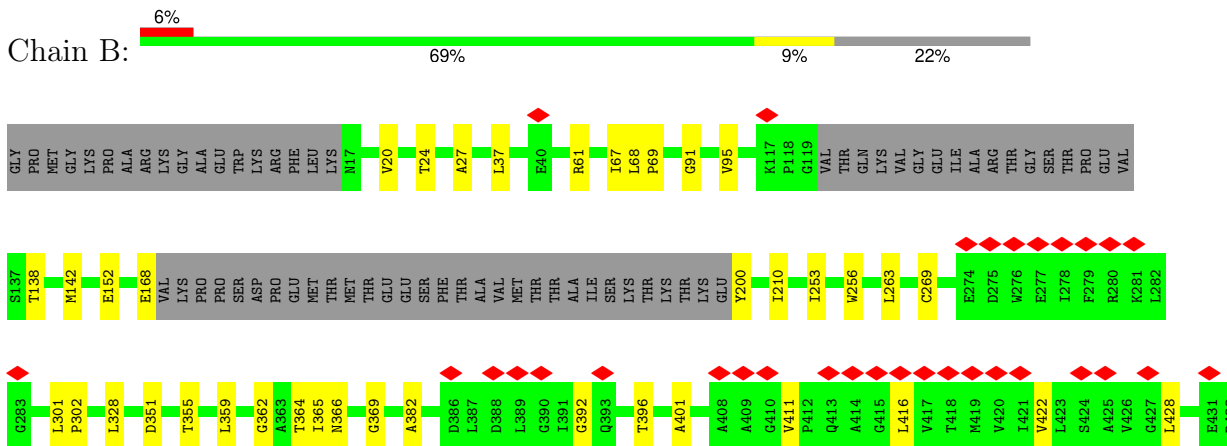 6%
Chain B:
69% 9% 22%
GLY PRO MET GLY LYS PRO ALA ARG LYS GLY ALA GLU TRP LYS ARG PHE LEU LYS N17 V20 T24 A27 L37 E40 R61 I67 L68 P69 G91 V95 K117 P118 G119 VAL THR GLN LYS VAL GLY GLU ILE ALA ARG THR GLY SER THR PRO GLU VAL
S137 T138 M142 E152 E168 VAL LYS PRO PRO SER ASP PRO GLU MET THR MET THR GLU GLU SER PHE THR ALA VAL MET THR THR ALA ILE SER LYS THR LYS THR LYS GLU Y200 I210 I253 W256 L263 C269 E274 D275 W276 E277 I278 F279 R280 K281 L282
G283 L301 P302 L328 D351 T355 L359 G362 A363 T364 I365 N366 G369 A382 D386 L387 D388 L389 G390 I391 G392 Q393 T396 A401 A408 A409 G410 V411 P412 Q413 A414 G415 L416 V417 T418 M419 V420 I421 V422 L423 S424 A425 V426 G427 L428 E431